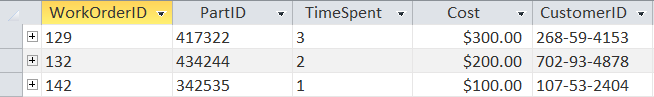 WorkOrderID PartID TimeSpent Cost CustomerID
129 417322 3 $300.00 268-59-4153
132 434244 2 $200.00 702-93-4878
142 342535 1 $100.00 107-53-2404